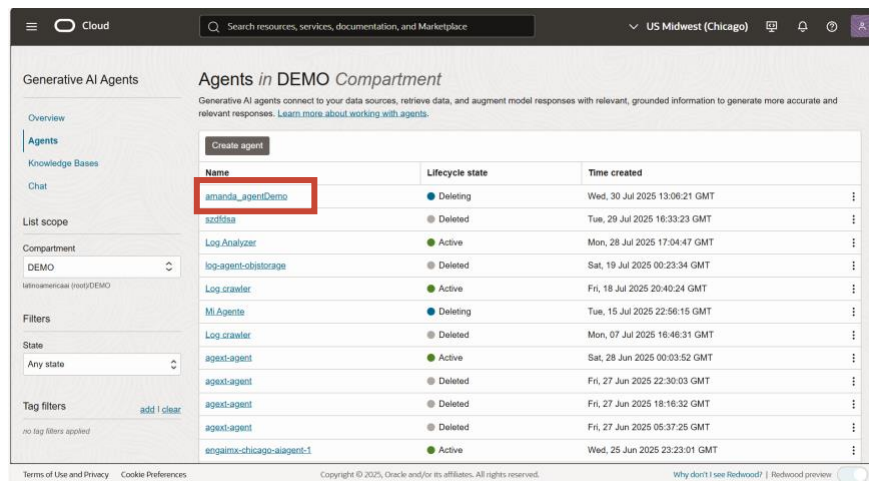 Cloud
Search resources, services, documentation, and Marketplace
US Midwest (Chicago)
Generative AI Agents
Overview
Agents
Knowledge Bases
Chat
List scope
Compartment
DEMO
latinoamericaai (root)/DEMO
Filters
State
Any state
Tag filters
add | clear
no tag filters applied
Agents in DEMO Compartment
Generative AI agents connect to your data sources, retrieve data, and augment model responses with relevant, grounded information to generate more accurate and
relevant responses. Learn more about working with agents.
Create agent
Name Lifecycle state Time created
amanda_agentDemo Deleting Wed, 30 Jul 2025 13:06:21 GMT
szdfdsa Deleted Tue, 29 Jul 2025 16:33:23 GMT
Log Analyzer Active Mon, 28 Jul 2025 17:04:47 GMT
log-agent-objstorage Deleted Sat, 19 Jul 2025 00:23:34 GMT
Log crawler Active Fri, 18 Jul 2025 20:40:24 GMT
Mi Agente Deleting Tue, 15 Jul 2025 22:56:15 GMT
Log crawler Deleted Mon, 07 Jul 2025 16:46:31 GMT
agext-agent Active Sat, 28 Jun 2025 00:03:52 GMT
agext-agent Deleted Fri, 27 Jun 2025 22:30:03 GMT
agext-agent Deleted Fri, 27 Jun 2025 18:16:32 GMT
agext-agent Deleted Fri, 27 Jun 2025 05:37:25 GMT
engaimx-chicago-aiagent-1 Active Wed, 25 Jun 2025 23:23:01 GMT
Terms of Use and Privacy Cookie Preferences Copyright © 2025, Oracle and/or its affiliates. All rights reserved. Why don't I see Redwood? | Redwood preview